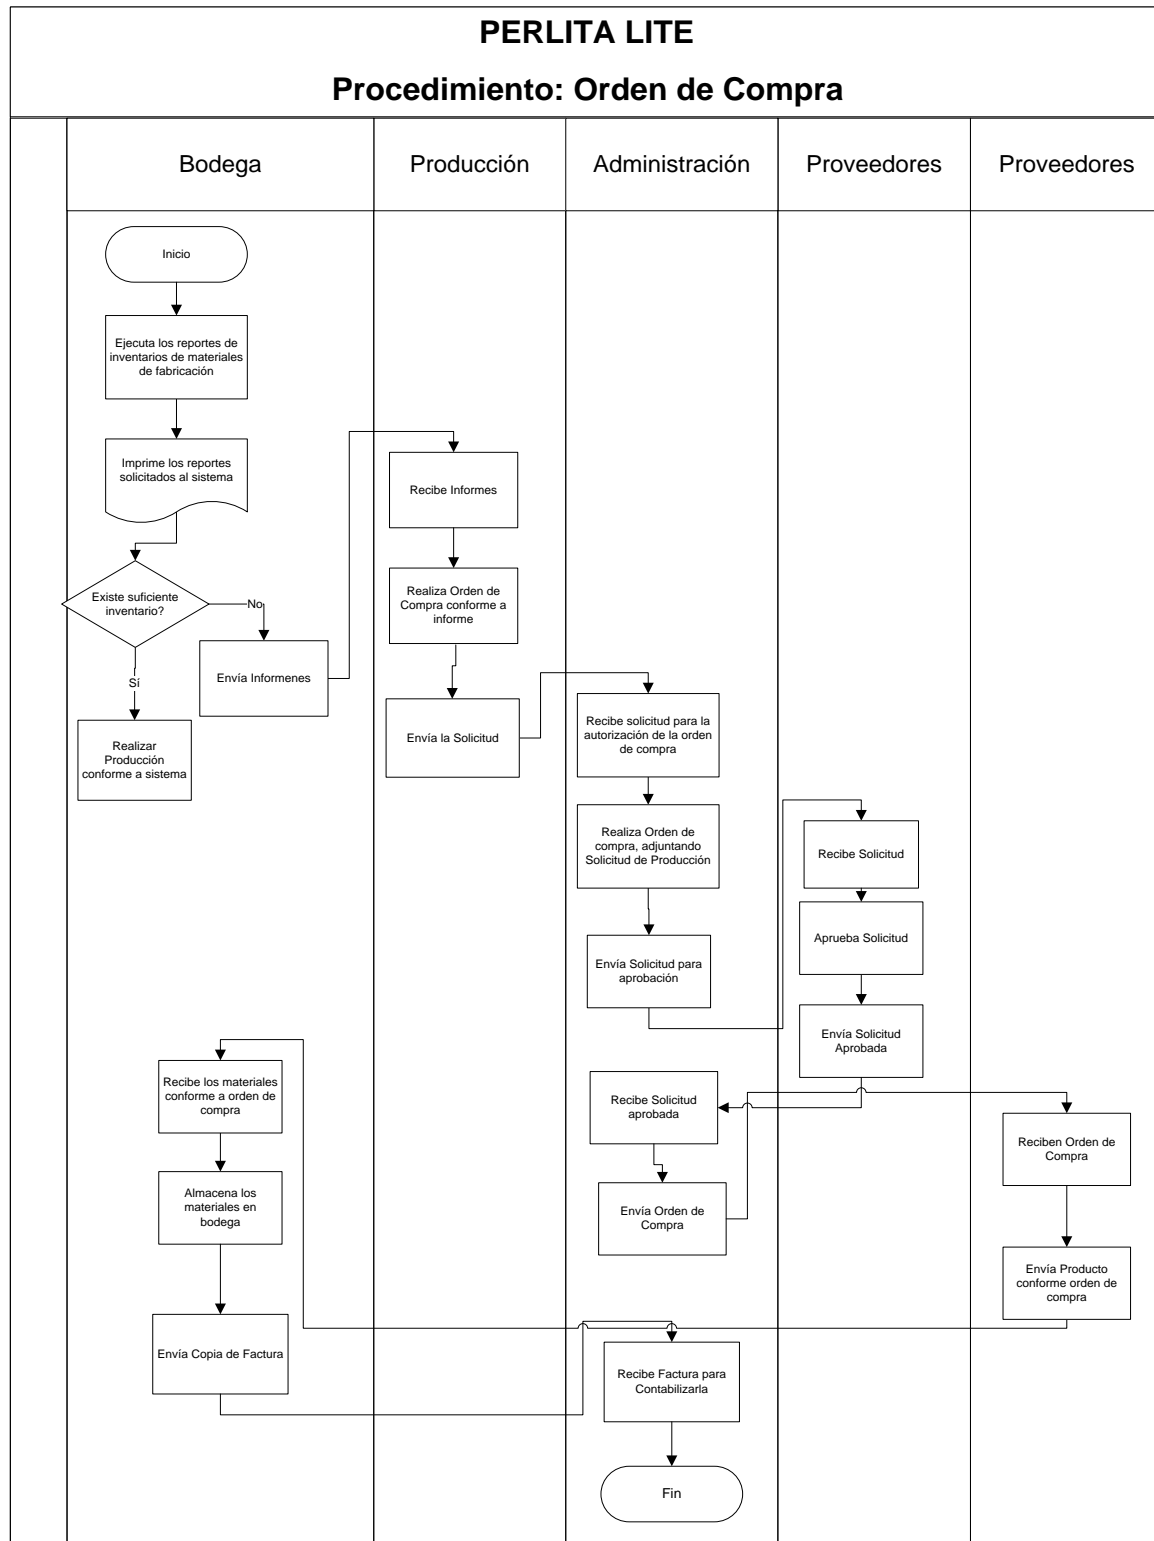 PERLITA LITE
Procedimiento: Orden de Compra
Bodega
Producción
Administración
Proveedores
Proveedores
Inicio
Ejecuta los reportes de
inventarios de materiales
de fabricación
Imprime los reportes
solicitados al sistema
Existe suficiente
inventario?
No
Sí
Envía Informenes
Realizar
Producción
conforme a sistema
Recibe Informes
Realiza Orden de
Compra conforme a
informe
Envía la Solicitud
Recibe solicitud para la
autorización de la orden
de compra
Realiza Orden de
compra, adjuntando
Solicitud de Producción
Envía Solicitud para
aprobación
Recibe Solicitud
Aprueba Solicitud
Envía Solicitud
Aprobada
Recibe Solicitud
aprobada
Envía Orden de
Compra
Reciben Orden de
Compra
Envía Producto
conforme orden de
compra
Recibe los materiales
conforme a orden de
compra
Almacena los
materiales en
bodega
Envía Copia de Factura
Recibe Factura para
Contabilizarla
Fin